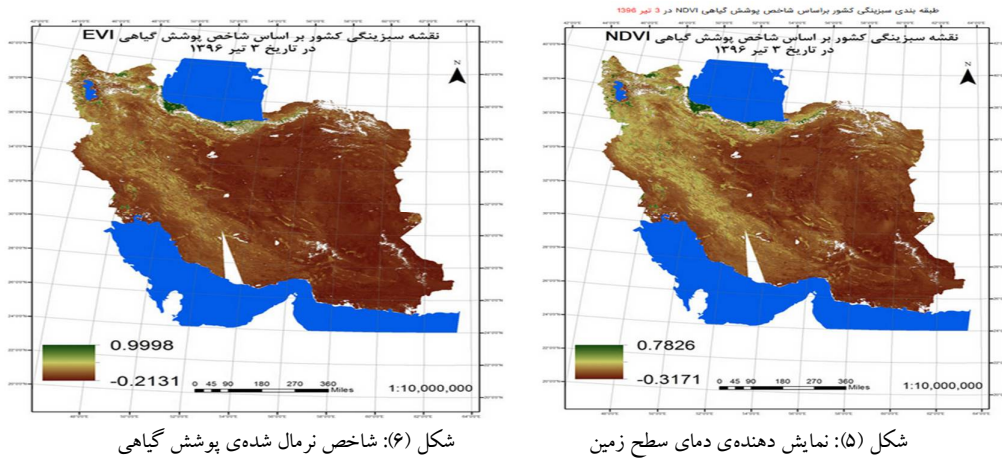 طبقه بندی سبزینگی کشور براساس شاخص پوشش گیاهی NDVI در 3 تیر 1396
نقشه سبزینگی کشور بر اساس شاخص پوشش گیاهی NDVI
در تاریخ ۳ تیر ۱۳۹۶
N
0.7826
-0.3171
0 45 90 180 270 360
Miles
1:10,000,000
شکل (۵): نمایش دهنده‌ی دمای سطح زمین
نقشه سبزینگی کشور بر اساس شاخص پوشش گیاهی EVI
در تاریخ ۳ تیر ۱۳۹۶
N
0.9998
-0.2131
0 45 90 180 270 360
Miles
1:10,000,000
شکل (۶): شاخص نرمال شده‌ی پوشش گیاهی